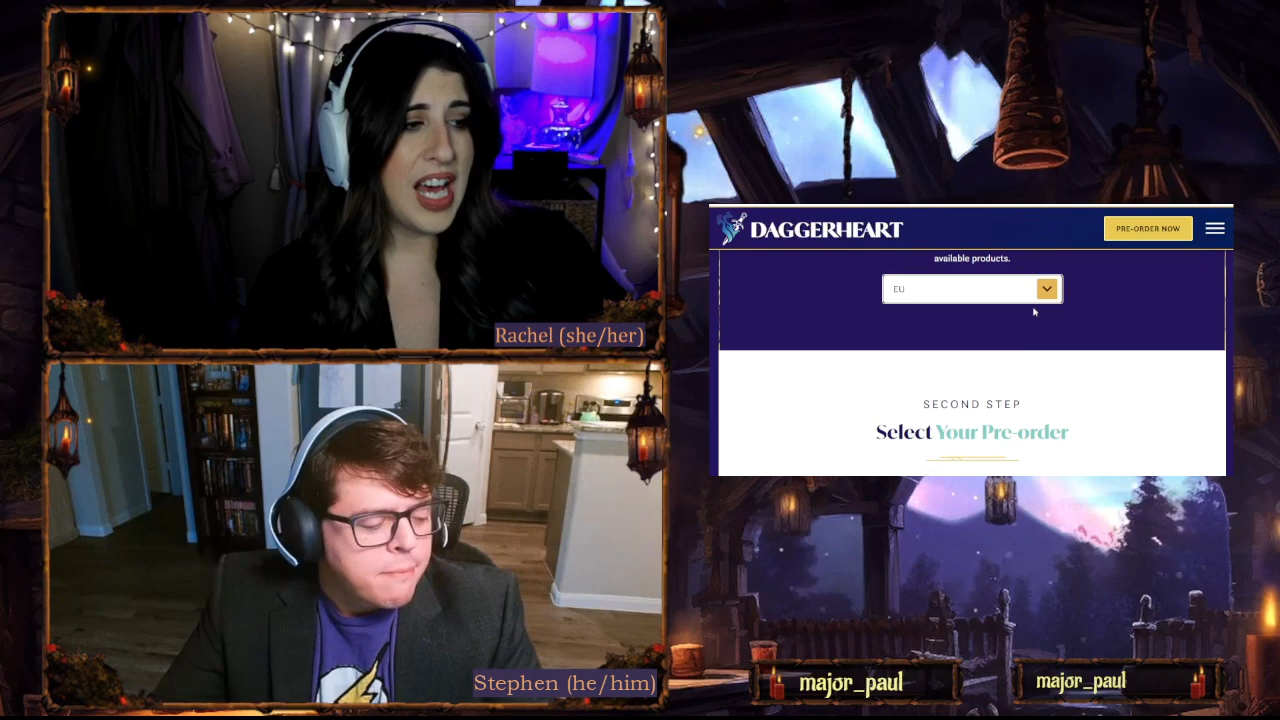 Rachel (she/her)
Stephen (he/him)
DAGGERHEART
PRE-ORDER NOW
available products.
EU
SECOND STEP
Select Your Pre-order
major_paul
major_paul